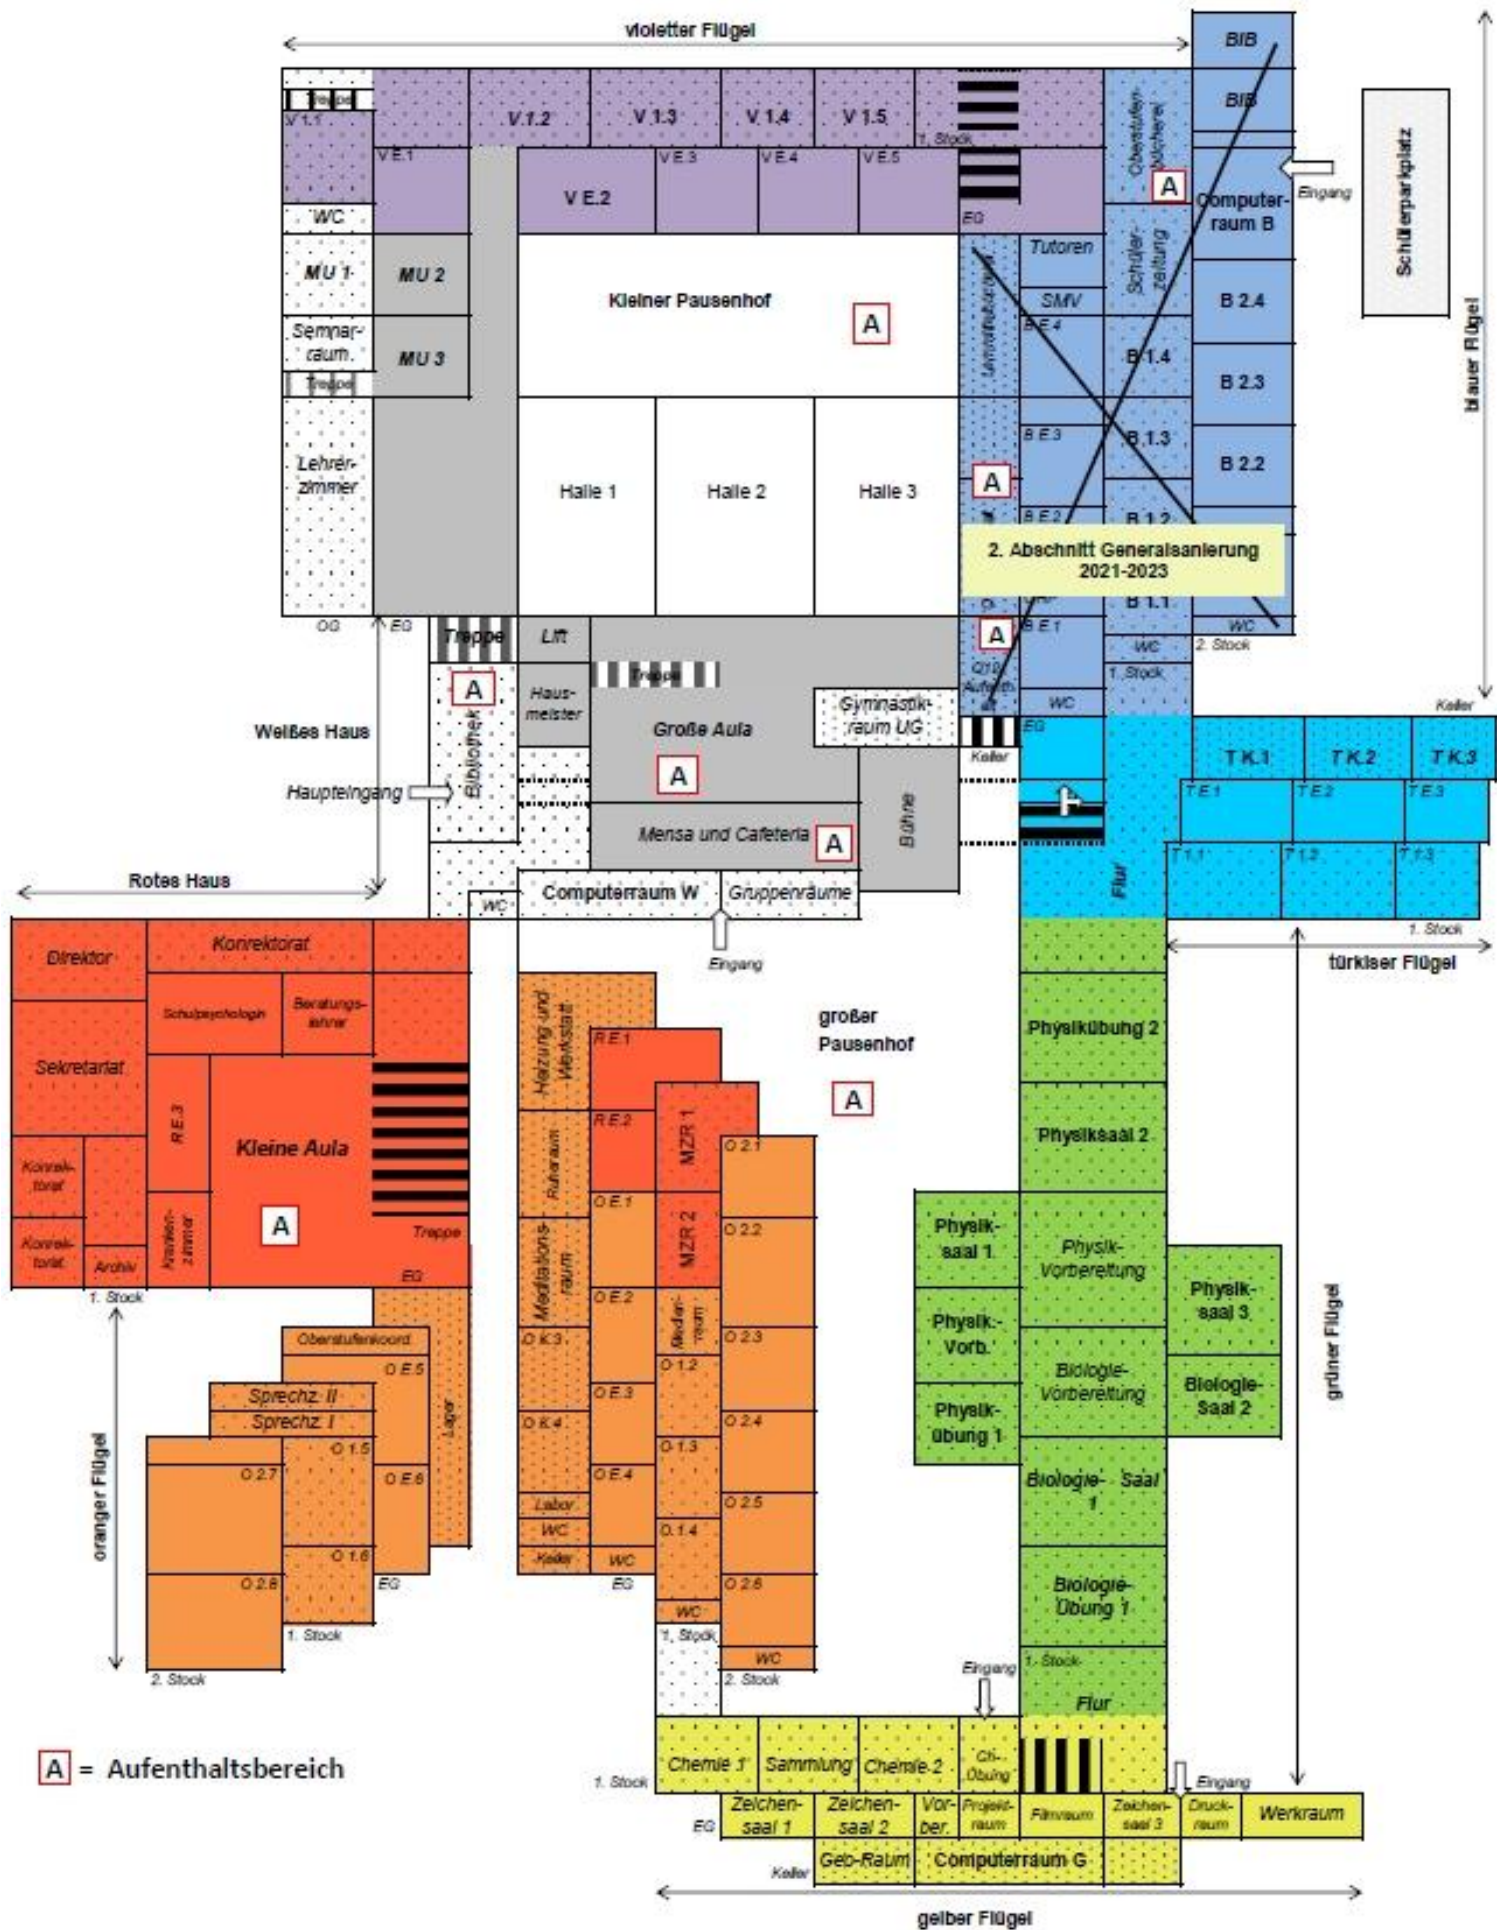 violetter Flügel
BIB
BIB
Treppe
V 1.1
V 1.2
V 1.3
V 1.4
V 1.5
1. Stock
Oberstufen-
bücherei
A
Eingang
Schülerparkplatz
V E.1
V E.2
V E.3
V E.4
V E.5
EG
Computer-
raum B
WC
MU 1
MU 2
Kleiner Pausenhof
A
Tutoren
SMV
Schüler-
zeitung
B 2.4
blauer Flügel
Seminar-
raum
MU 3
B E.4
B 1.4
Treppe
B 2.3
Lehrer-
zimmer
Halle 1
Halle 2
Halle 3
A
B E.3
B 1.3
B 2.2
B E.2
B 1.2
2. Abschnitt Generalsanierung
2021-2023
B 1.1
OG
EG
Treppe
Lift
A
B E.1
WC
WC
2. Stock
1. Stock
A
Bibliothek
Haus-
meister
Treppe
Große Aula
A
Gymnastik-
raum UG
Q12
WC
Keller
EG
Keller
Weißes Haus
Haupteingang
T K.1
T K.2
T K.3
T E.1
T E.2
T E.3
Mensa und Cafeteria
A
Bühne
T 1.1
T 1.2
T 1.3
Flur
Rotes Haus
WC
Computerraum W
Gruppenräume
Eingang
1. Stock
türkiser Flügel
Direktor
Konrektorat
Schulpsychologin
Beratungs-
lehrer
Sekretariat
R E.3
Kleine Aula
A
Konrek-
torat
Konrek-
torat
Archiv
Kranken-
zimmer
Treppe
EG
1. Stock
Heizung und
Werkstatt
R E.1
R E.2
MZR 1
MZR 2
großer
Pausenhof
A
Ruheraum
Meditations-
raum
O E.1
O E.2
O E.3
O E.4
Medien-
raum
O 2.1
O 2.2
O 2.3
O 2.4
O 2.5
O 2.6
O K.3
O K.4
Labor
WC
Keller
WC
EG
O 1.2
O 1.3
O 1.4
WC
1. Stock
WC
2. Stock
Physikübung 2
Physiksaal 2
Physik-
saal 1
Physik-
Vorbereitung
Physik-
saal 3
Physik-
Vorb.
Biologie-
Vorbereitung
Biologie-
Saal 2
Physik-
übung 1
Biologie- Saal
1
Biologie-
Übung 1
1. Stock
Flur
grüner Flügel
oranger Flügel
Oberstufenkoord.
O E.5
Sprechz. II
Sprechz. I
Lager
O 1.5
O 2.7
O E.6
O 1.6
O 2.8
EG
1. Stock
2. Stock
A = Aufenthaltsbereich
Eingang
1. Stock
Chemie 1
Sammlung
Chemie 2
Ch-
Übung
Eingang
EG
Zeichen-
saal 1
Zeichen-
saal 2
Vor-
ber.
Projekt-
raum
Filmraum
Zeichen-
saal 3
Druck-
raum
Werkraum
Keller
Geo-Raum
Computerraum G
gelber Flügel